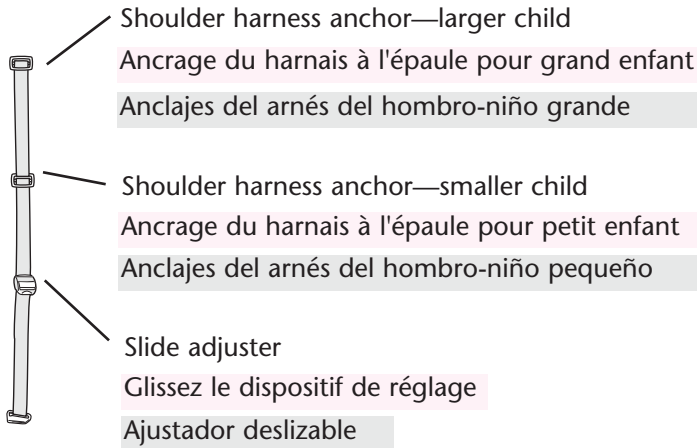 Shoulder harness anchor—larger child
Ancrage du harnais à l'épaule pour grand enfant
Anclajes del arnés del hombro-niño grande
Shoulder harness anchor—smaller child
Ancrage du harnais à l'épaule pour petit enfant
Anclajes del arnés del hombro-niño pequeño
Slide adjuster
Glissez le dispositif de réglage
Ajustador deslizable